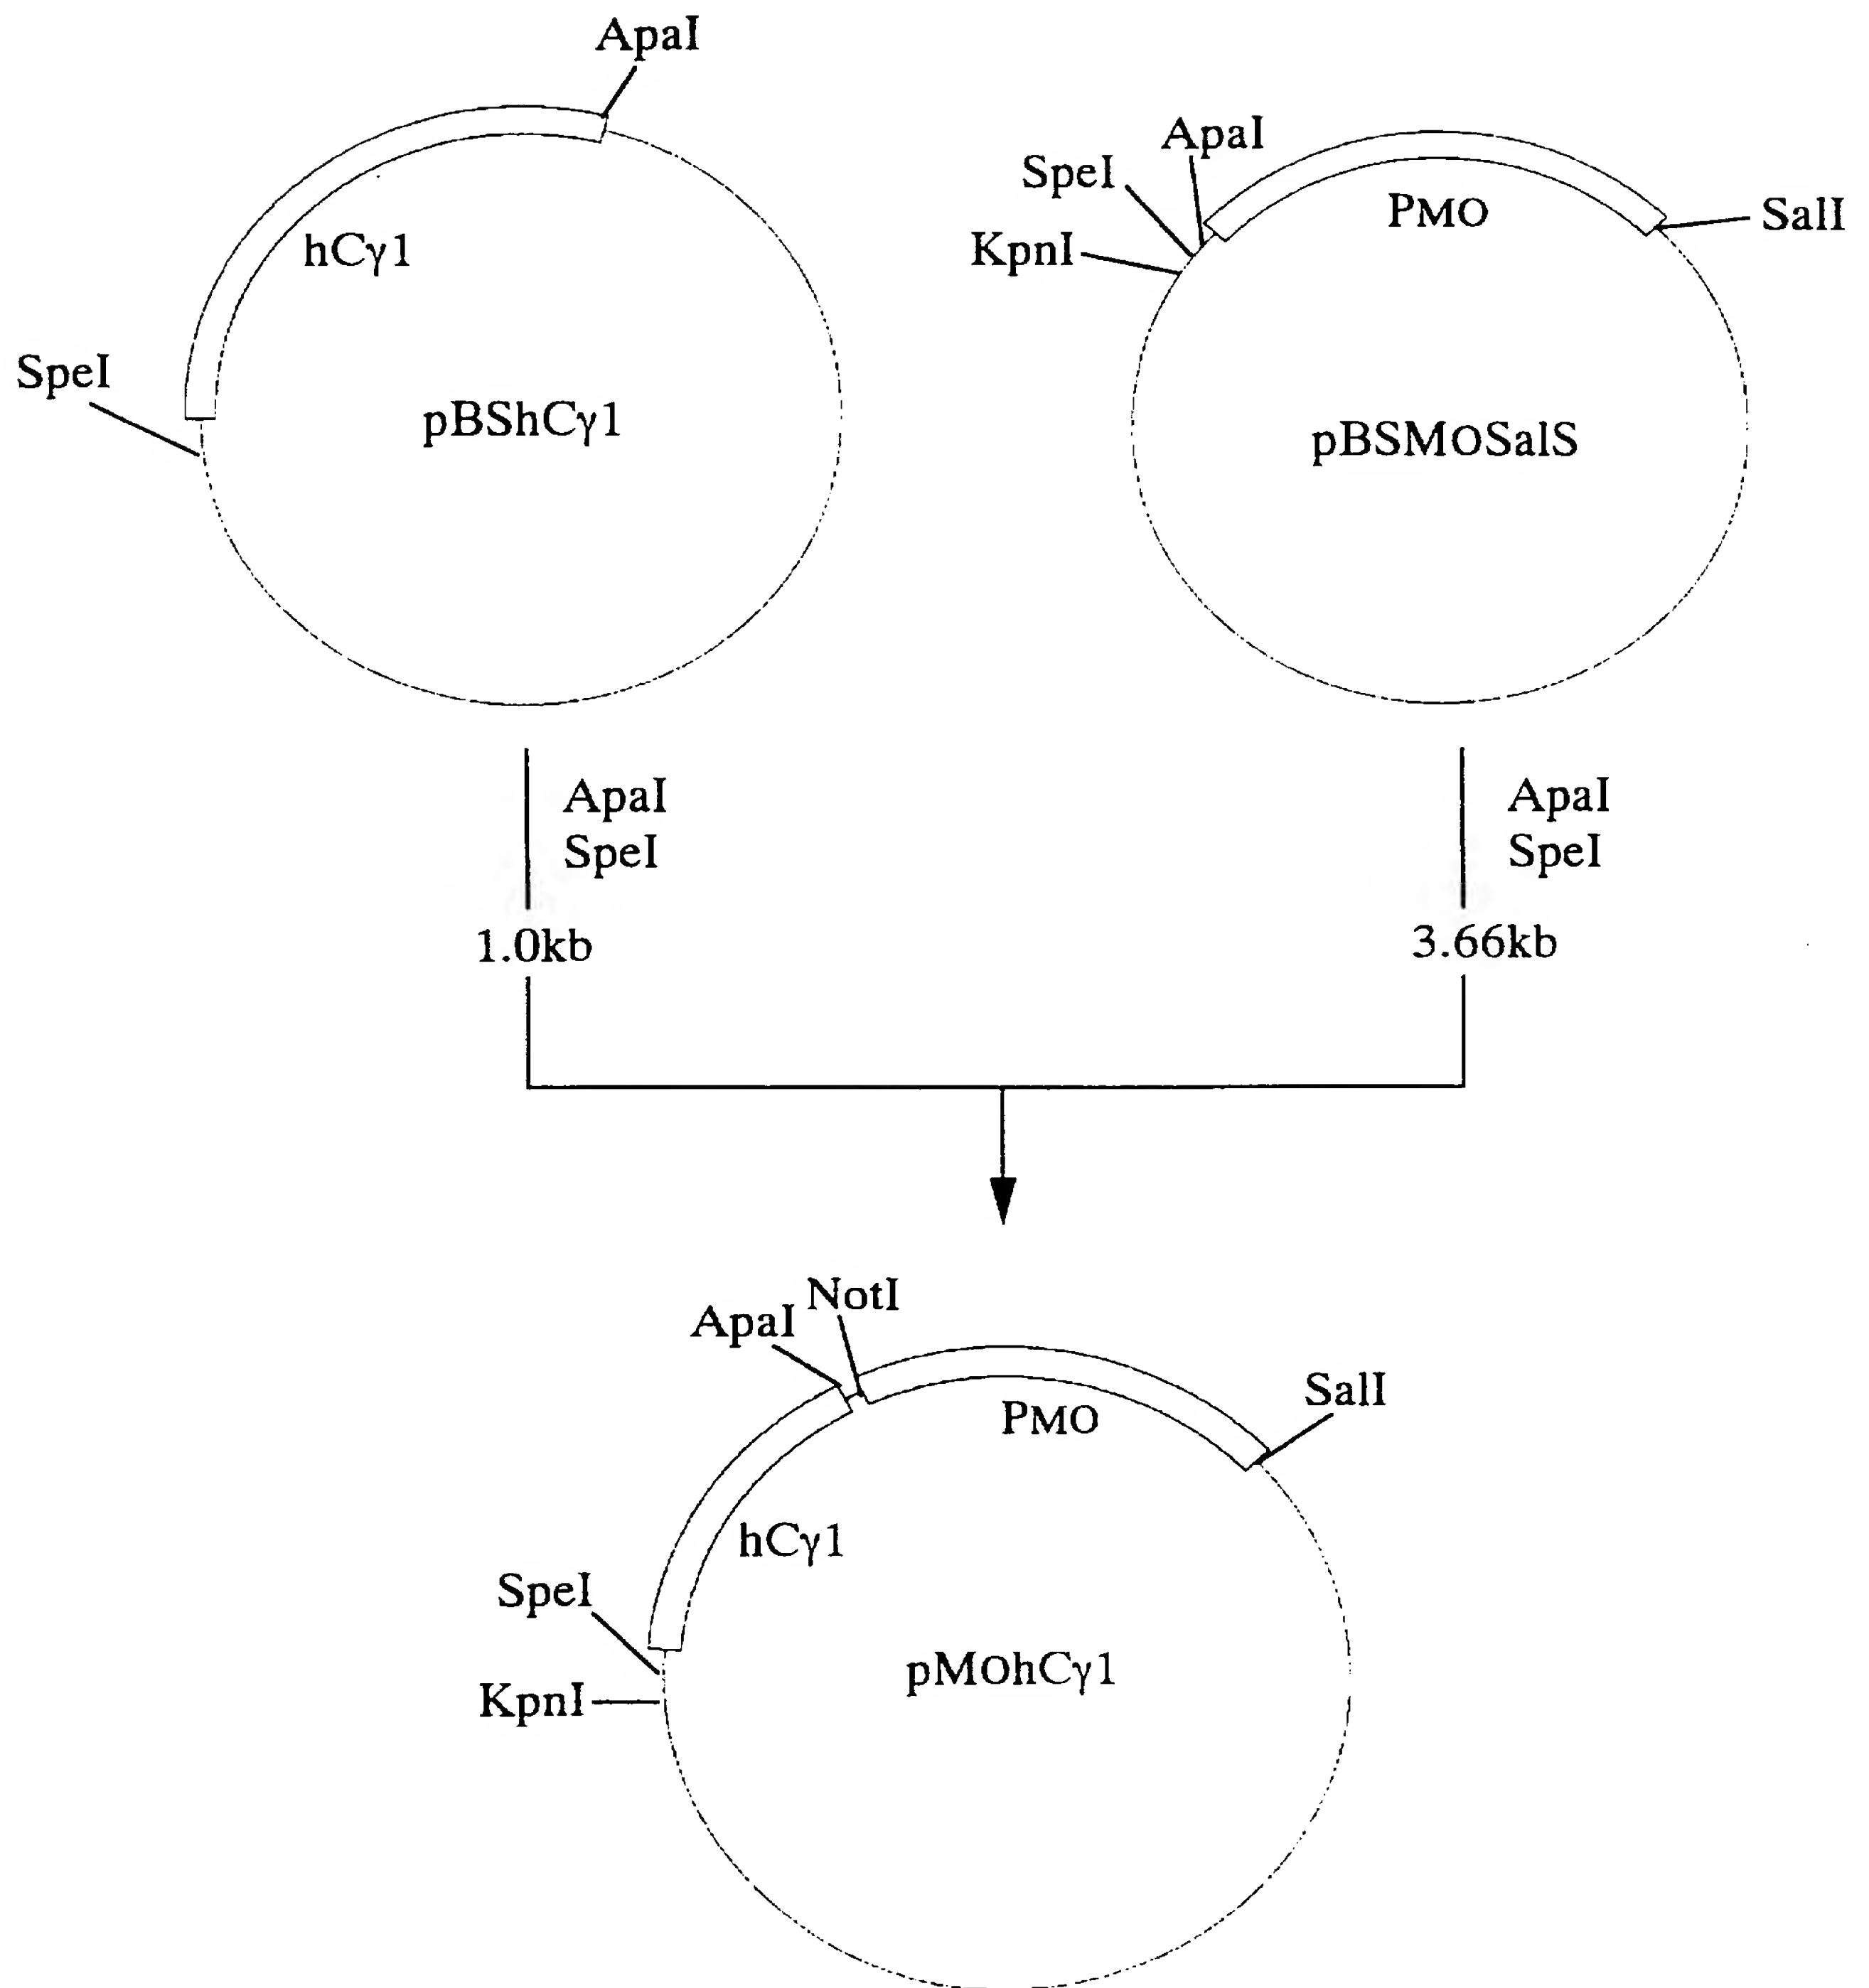 ApaI
hCγ1
SpeI
pBShCγ1
ApaI
SpeI
KpnI
PMO
SalI
pBSMOSalS
ApaI
SpeI
1.0kb
ApaI
SpeI
3.66kb
ApaI
NotI
SalI
PMO
hCγ1
SpeI
KpnI
pMOhCγ1